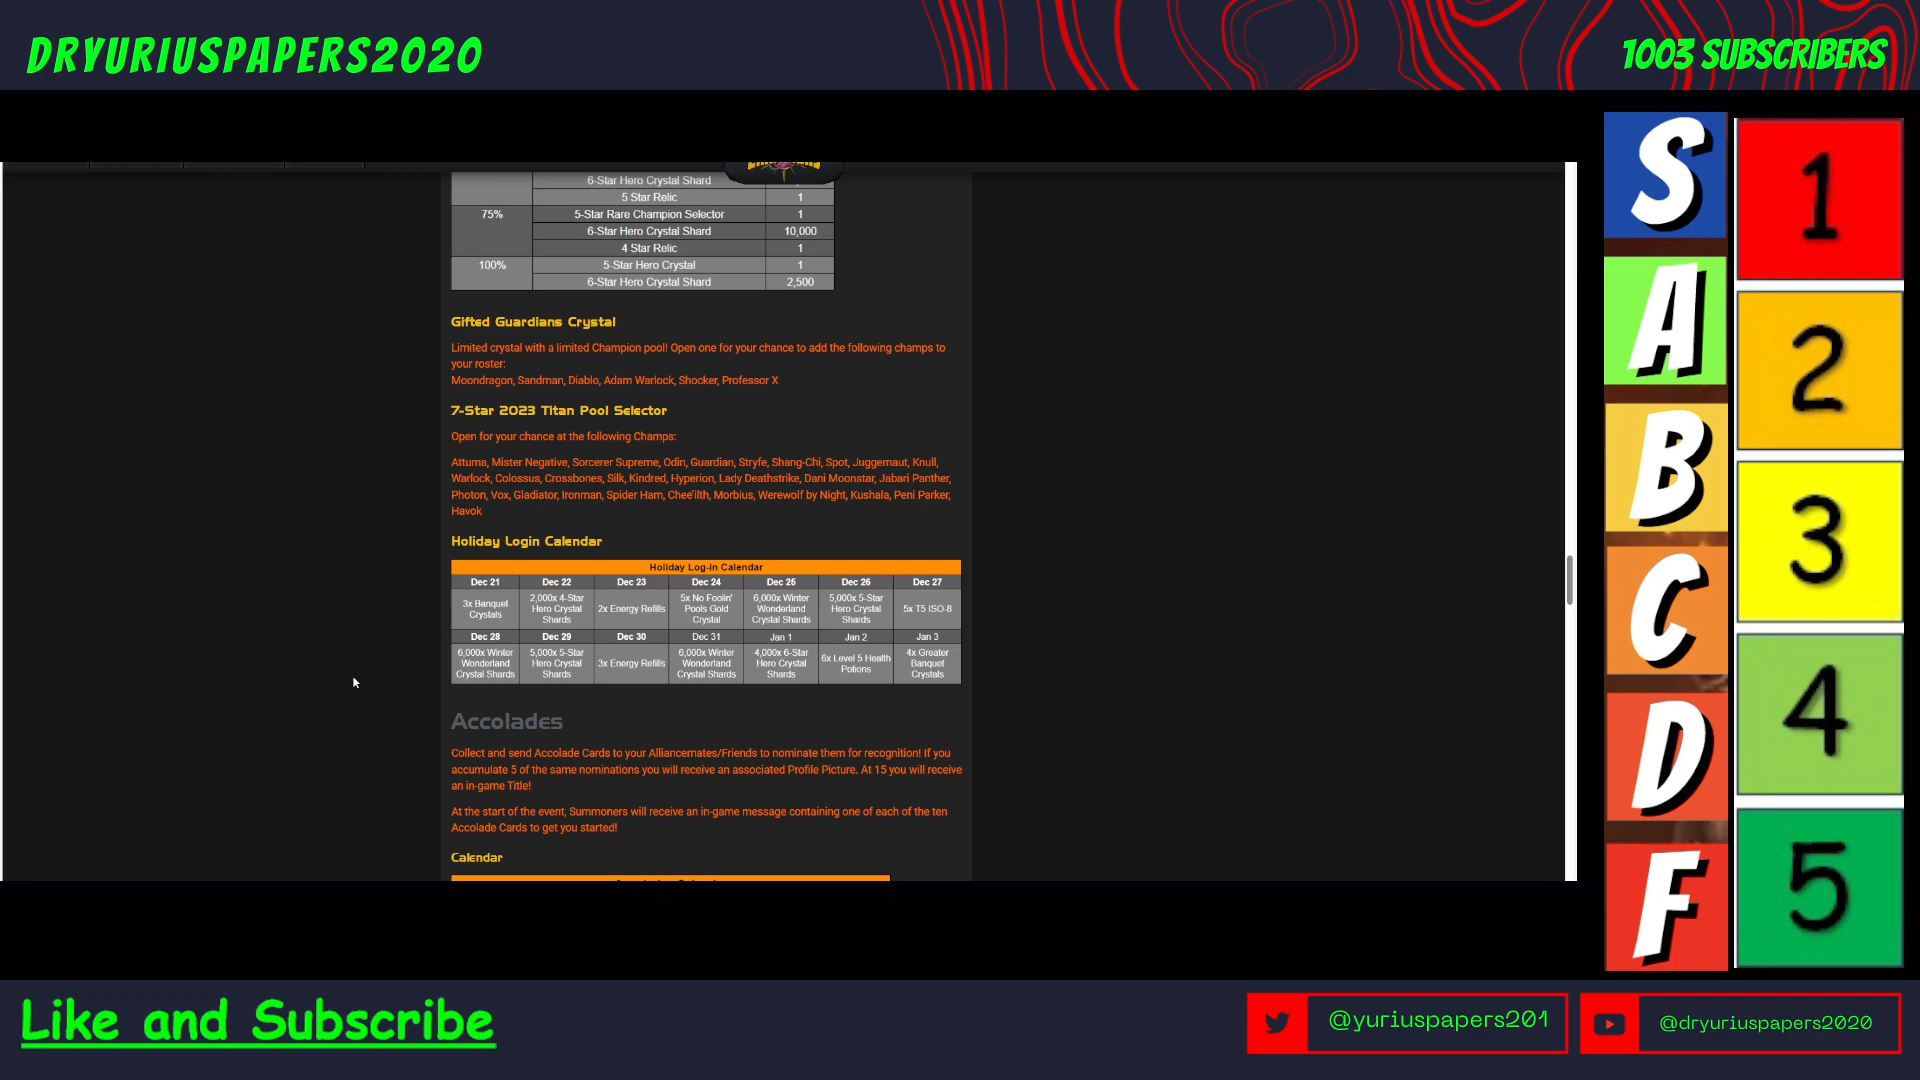 DRYURIUSPAPERS2020
1003 SUBSCRIBERS
6-Star Hero Crystal Shard
5 Star Relic 1
75% 5-Star Rare Champion Selector 1
6-Star Hero Crystal Shard 10,000
4 Star Relic 1
100% 5-Star Hero Crystal 1
6-Star Hero Crystal Shard 2,500
Gifted Guardians Crystal
Limited crystal with a limited Champion pool! Open one for your chance to add the following champs to
your roster:
Moondragon, Sandman, Diablo, Adam Warlock, Shocker, Professor X
7-Star 2023 Titan Pool Selector
Open for your chance at the following Champs:
Attuma, Mister Negative, Sorcerer Supreme, Odin, Guardian, Stryfe, Shang-Chi, Spot, Juggernaut, Knull,
Warlock, Colossus, Crossbones, Silk, Kindred, Hyperion, Lady Deathstrike, Dani Moonstar, Jabari Panther,
Photon, Vox, Gladiator, Ironman, Spider Ham, Chee'ilth, Morbius, Werewolf by Night, Kushala, Peni Parker,
Havok
Holiday Login Calendar
Holiday Log-in Calendar
Dec 21 Dec 22 Dec 23 Dec 24 Dec 25 Dec 26 Dec 27
3x Banquet Crystals
2,000x 4-Star Hero Crystal Shards
2x Energy Refills
5x No Foolin' Pools Gold Crystal
6,000x Winter Wonderland Crystal Shards
5,000x 5-Star Hero Crystal Shards
5x T5 ISO-8
Dec 28 Dec 29 Dec 30 Dec 31 Jan 1 Jan 2 Jan 3
6,000x Winter Wonderland Crystal Shards
5,000x 5-Star Hero Crystal Shards
3x Energy Refills
6,000x Winter Wonderland Crystal Shards
4,000x 6-Star Hero Crystal Shards
6x Level 5 Health Potions
4x Greater Banquet Crystals
Accolades
Collect and send Accolade Cards to your Alliancemates/Friends to nominate them for recognition! If you
accumulate 5 of the same nominations you will receive an associated Profile Picture. At 15 you will receive
an in-game Title!
At the start of the event, Summoners will receive an in-game message containing one of each of the ten
Accolade Cards to get you started!
Calendar
S
A
B
C
D
F
1
2
3
4
5
Like and Subscribe
@yuriuspapers201
@dryuriuspapers2020